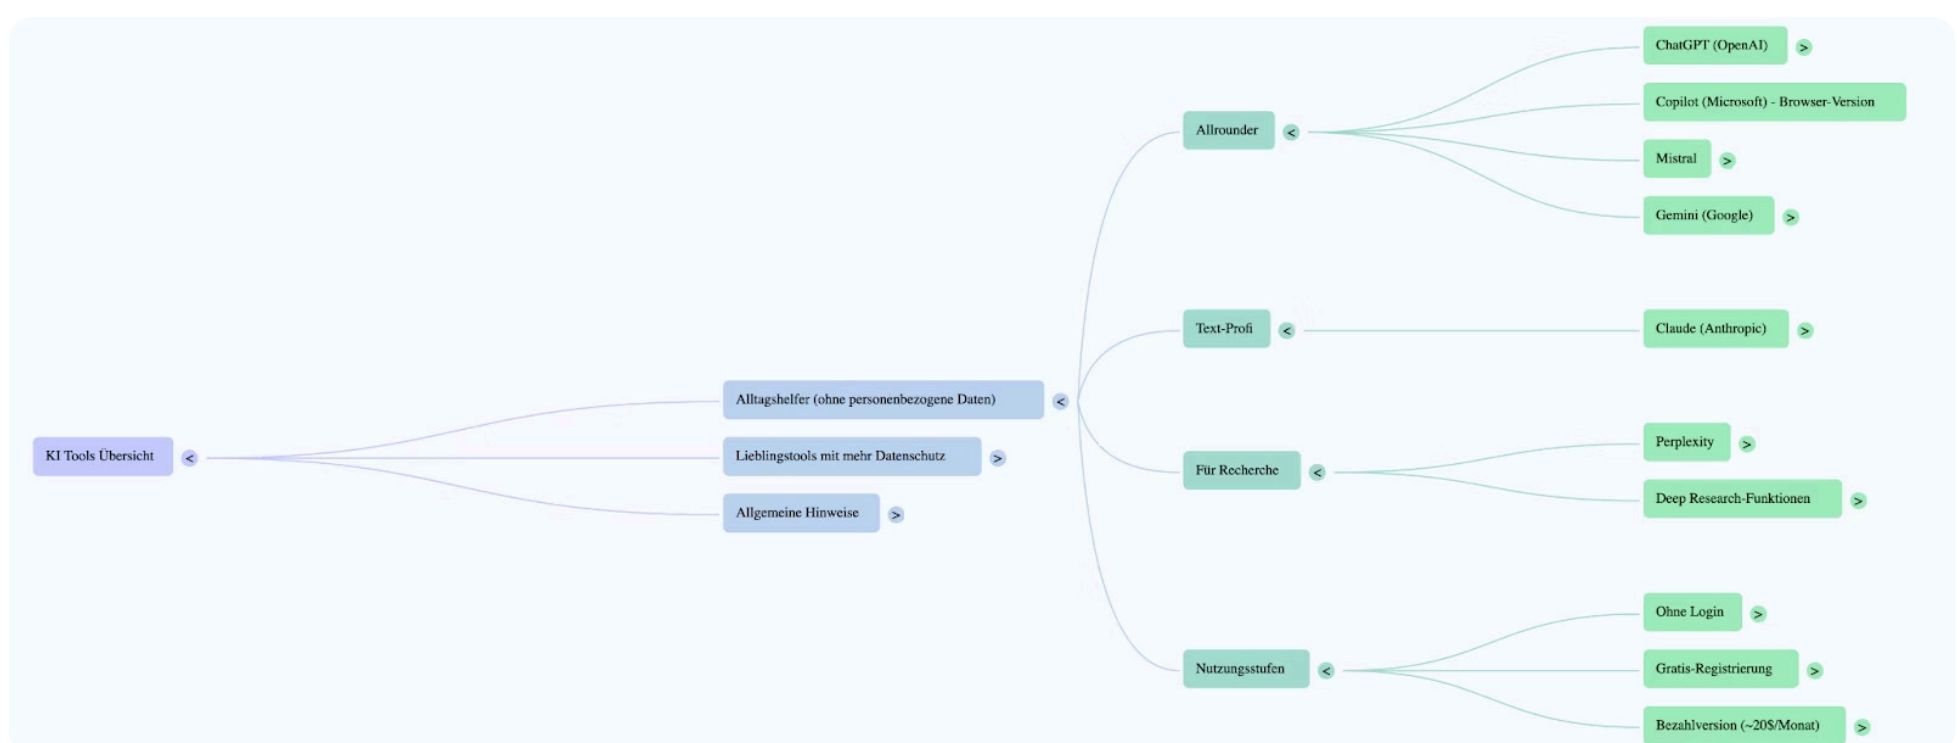 KI Tools Übersicht <
Alltagshelfer (ohne personenbezogene Daten) <
Allrounder <
ChatGPT (OpenAI) >
Copilot (Microsoft) - Browser-Version
Mistral >
Gemini (Google) >
Text-Profi <
Claude (Anthropic) >
Für Recherche <
Perplexity >
Deep Research-Funktionen >
Nutzungsstufen <
Ohne Login >
Gratis-Registrierung >
Bezahlversion (~20$/Monat) >
Lieblingstools mit mehr Datenschutz >
Allgemeine Hinweise >